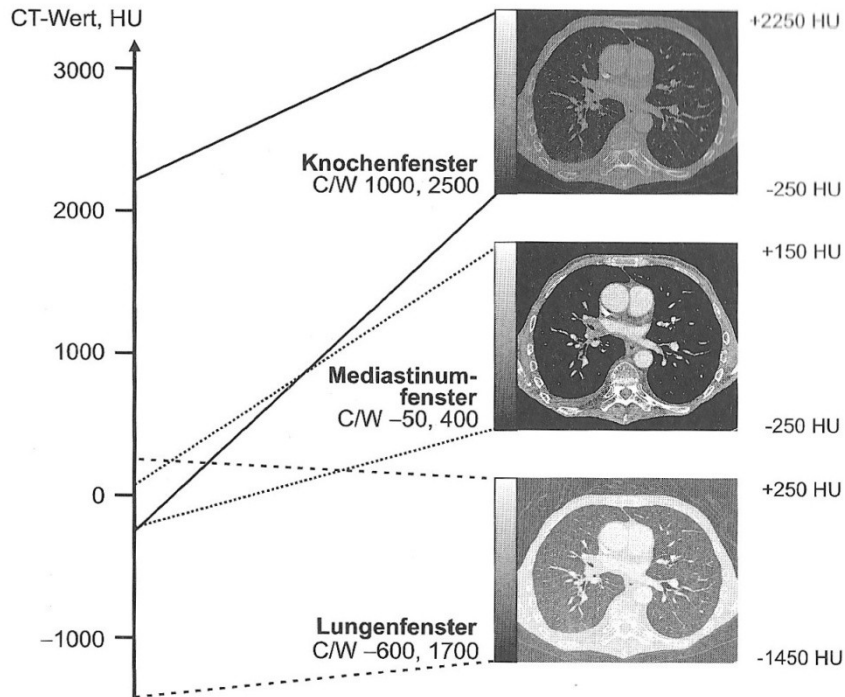 CT-Wert, HU
3000
2000
1000
0
−1000
Knochenfenster
C/W 1000, 2500
+2250 HU
-250 HU
Mediastinum-
fenster
C/W −50, 400
+150 HU
-250 HU
Lungenfenster
C/W −600, 1700
+250 HU
-1450 HU